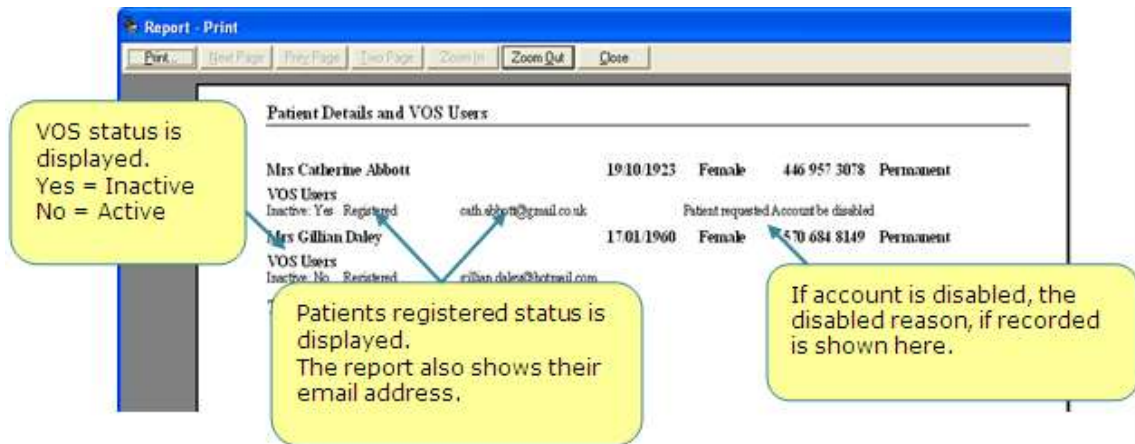 Report - Print
Print... Next Page Prev Page Two Page Zoom In Zoom Out Close
Patient Details and VOS Users
Mrs Catherine Abbott 19/10/1923 Female 446 957 3078 Permanent
VOS Users
Inactive: Yes Registered cath.abbott@gmail.co.uk Patient requested Account be disabled
Mrs Gillian Daley 17/01/1960 Female 570 684 8149 Permanent
VOS Users
Inactive: No Registered
VOS status is
displayed.
Yes = Inactive
No = Active
Patients registered status is
displayed.
The report also shows their
email address.
If account is disabled, the
disabled reason, if recorded
is shown here.